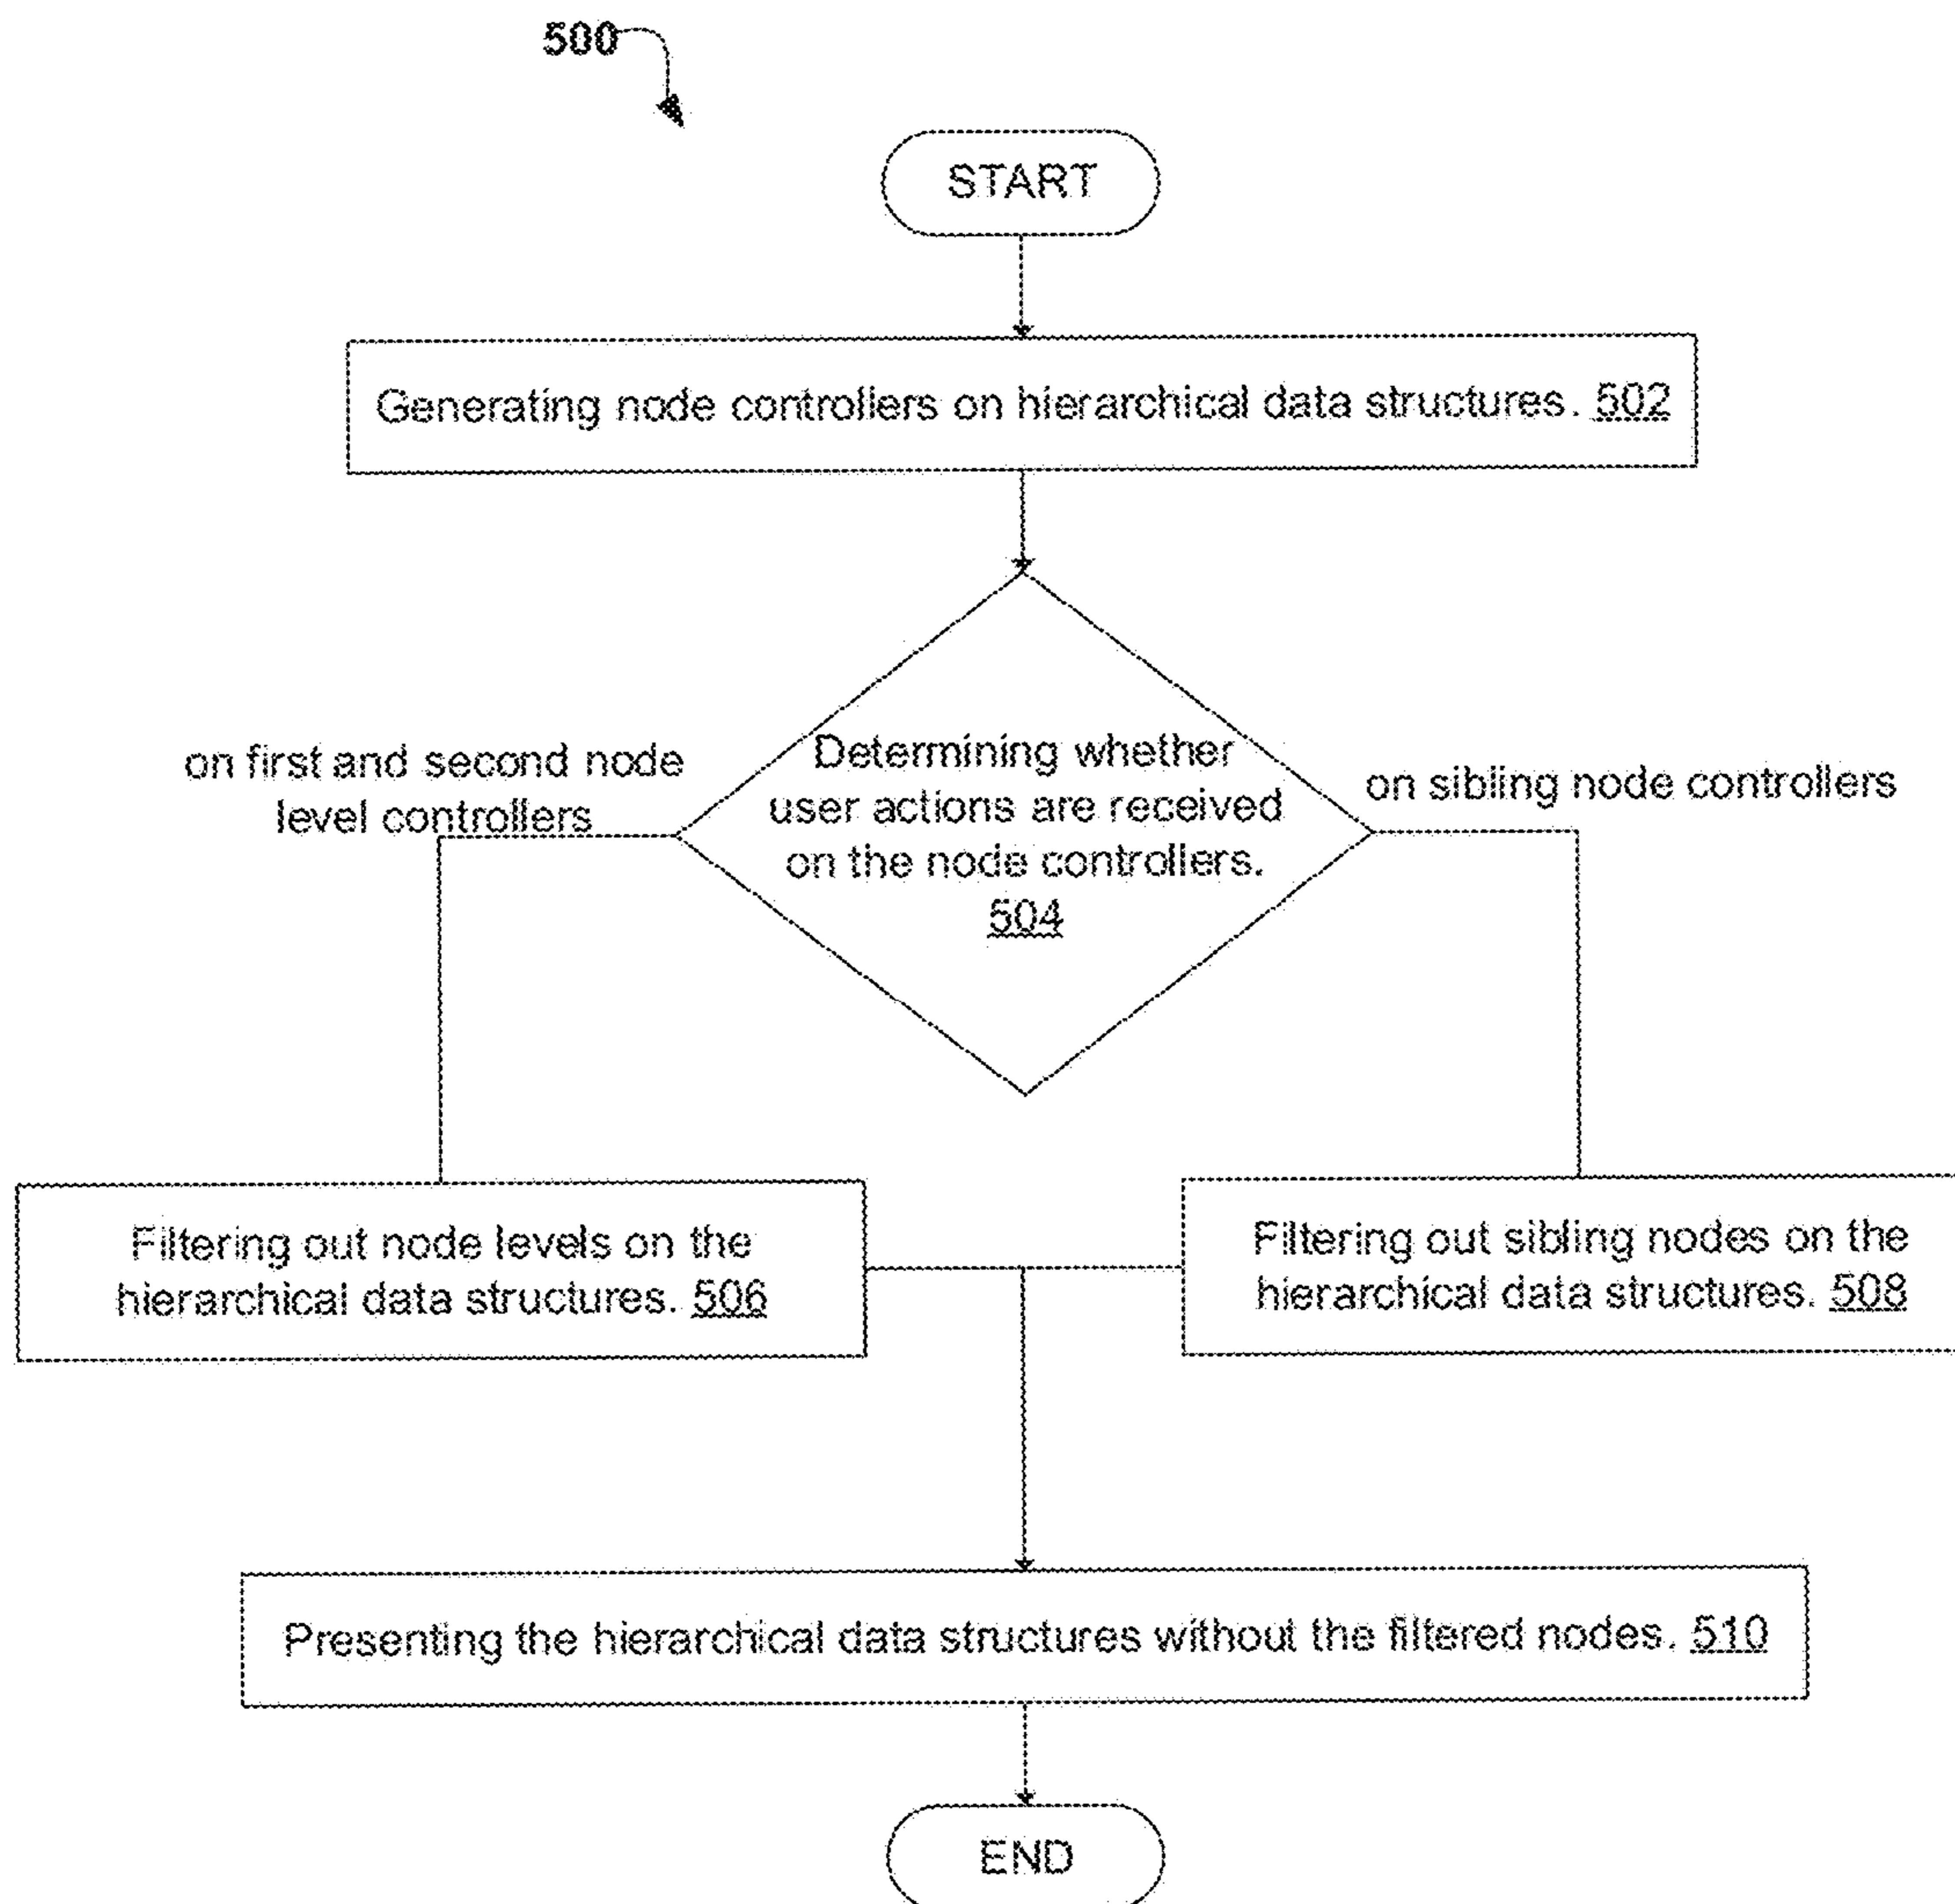 500
START
Generating node controllers on hierarchical data structures. 502
on first and second node
level controllers
Determining whether
user actions are received
on the node controllers.
504
on sibling node controllers
Filtering out node levels on the
hierarchical data structures. 506
Filtering out sibling nodes on the
hierarchical data structures. 508
Presenting the hierarchical data structures without the filtered nodes. 510
END